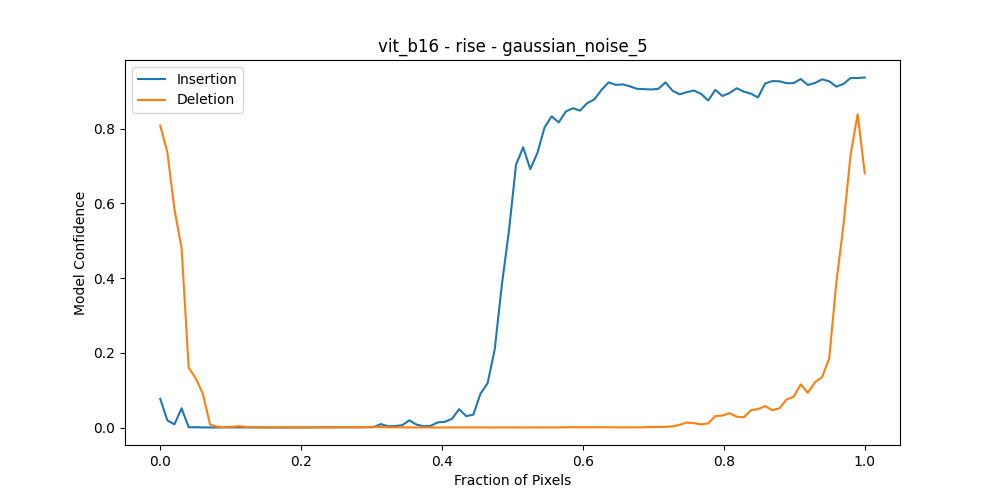 vit_b16 - rise - gaussian_noise_5
Insertion
Deletion
Model Confidence
0.8
0.6
0.4
0.2
0.0
0.0 0.2 0.4 0.6 0.8 1.0
Fraction of Pixels